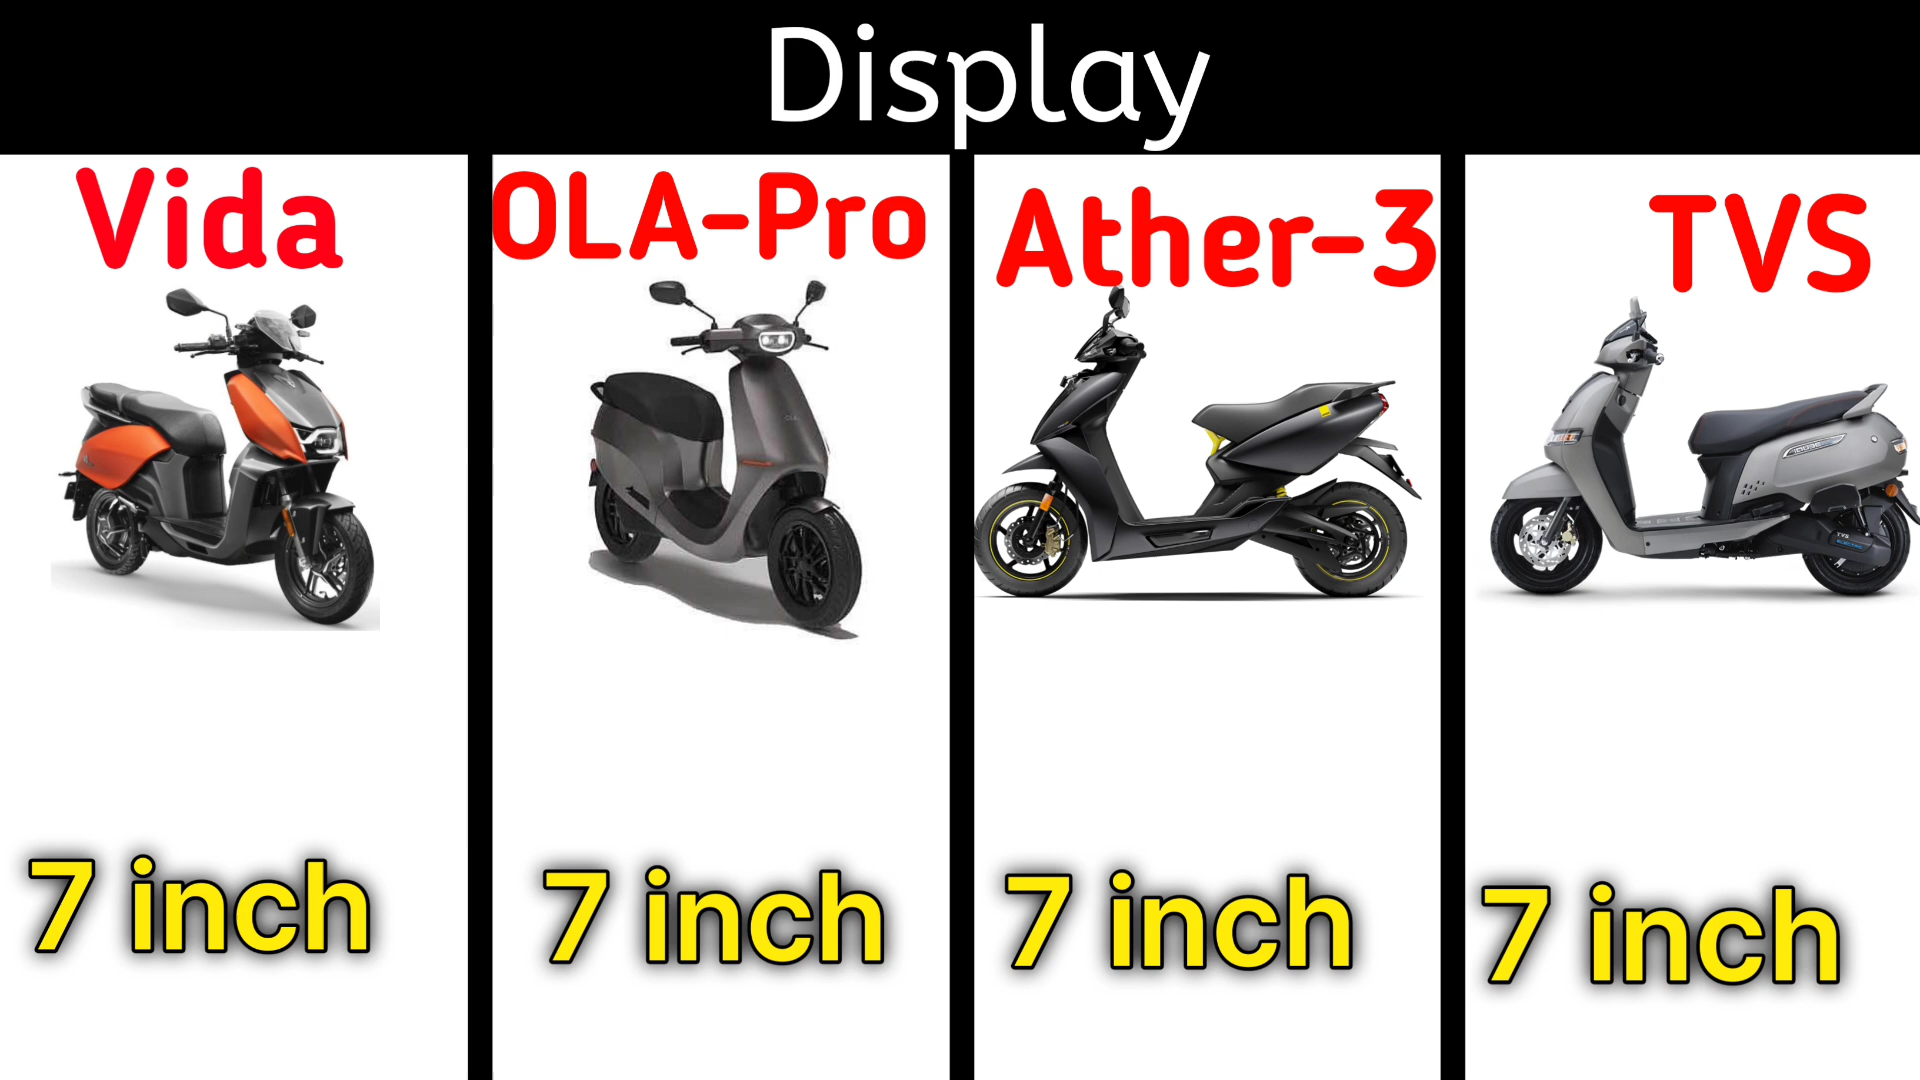 Display
Vida
OLA-Pro
Ather-3
TVS
7 inch
7 inch
7 inch
7 inch